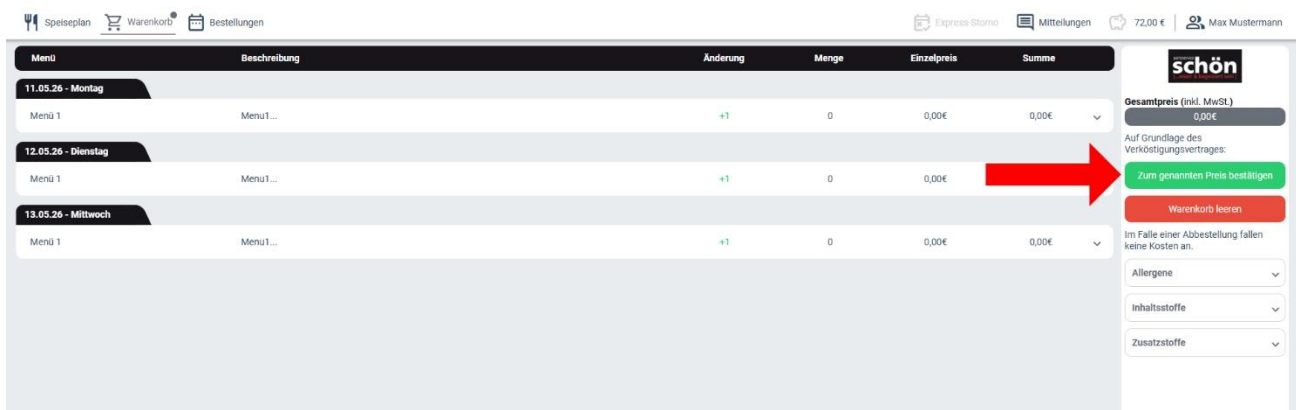 Speiseplan Warenkorb Bestellungen Express-Storno Mitteilungen 72,00 € Max Mustermann
Menü Beschreibung Änderung Menge Einzelpreis Summe
11.05.26 - Montag
Menü 1 Menu1... +1 0 0,00€ 0,00€
12.05.26 - Dienstag
Menü 1 Menu1... +1 0 0,00€
13.05.26 - Mittwoch
Menü 1 Menu1... +1 0 0,00€ 0,00€
schön
Gesamtpreis (inkl. MwSt.)
0,00€
Auf Grundlage des
Verköstigungsvertrages:
Zum genannten Preis bestätigen
Warenkorb leeren
Im Falle einer Abbestellung fallen
keine Kosten an.
Allergene
Inhaltsstoffe
Zusatzstoffe